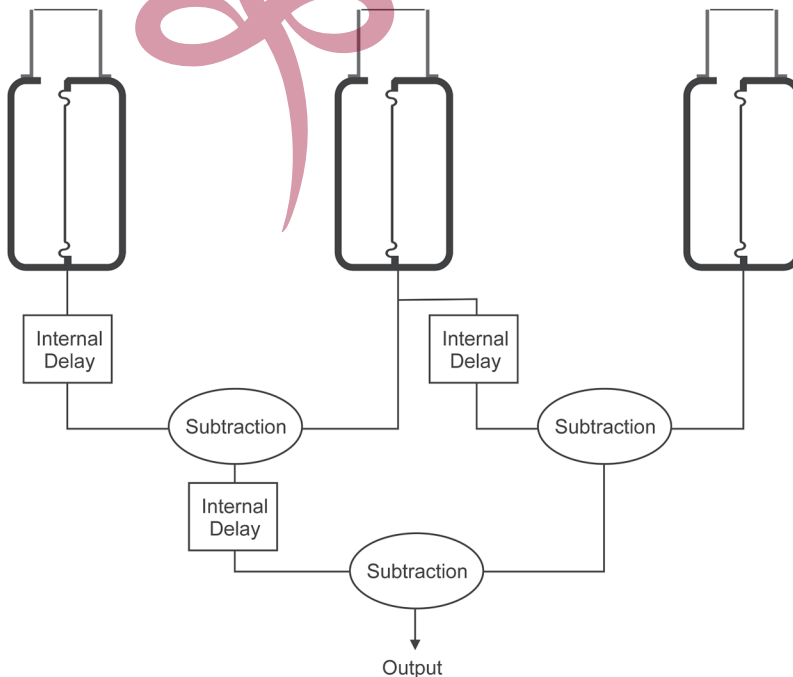 Internal
Delay
Internal
Delay
Subtraction
Subtraction
Internal
Delay
Subtraction
Output